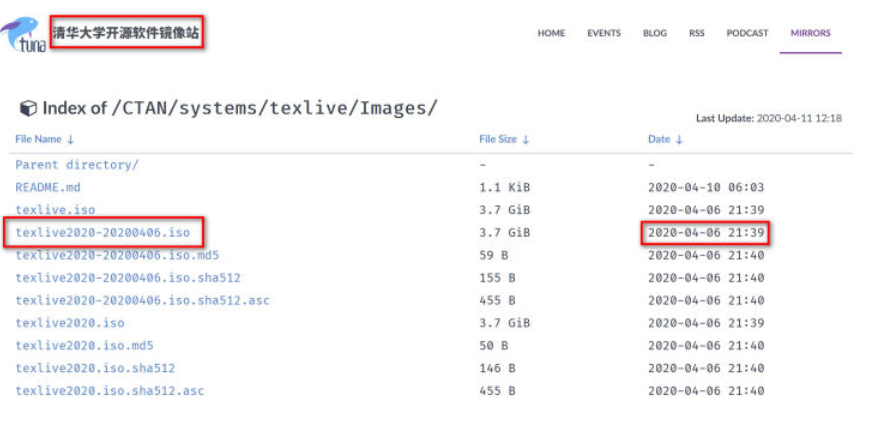 tuna 清华大学开源软件镜像站 HOME EVENTS BLOG RSS PODCAST MIRRORS
Index of /CTAN/systems/texlive/Images/
Last Update: 2020-04-11 12:18
File Name ↓ File Size ↓ Date ↓
Parent directory/ - -
README.md 1.1 KiB 2020-04-10 06:03
texlive.iso 3.7 GiB 2020-04-06 21:39
texlive2020-20200406.iso 3.7 GiB 2020-04-06 21:39
texlive2020-20200406.iso.md5 59 B 2020-04-06 21:40
texlive2020-20200406.iso.sha512 155 B 2020-04-06 21:40
texlive2020-20200406.iso.sha512.asc 455 B 2020-04-06 21:40
texlive2020.iso 3.7 GiB 2020-04-06 21:39
texlive2020.iso.md5 50 B 2020-04-06 21:40
texlive2020.iso.sha512 146 B 2020-04-06 21:40
texlive2020.iso.sha512.asc 455 B 2020-04-06 21:40